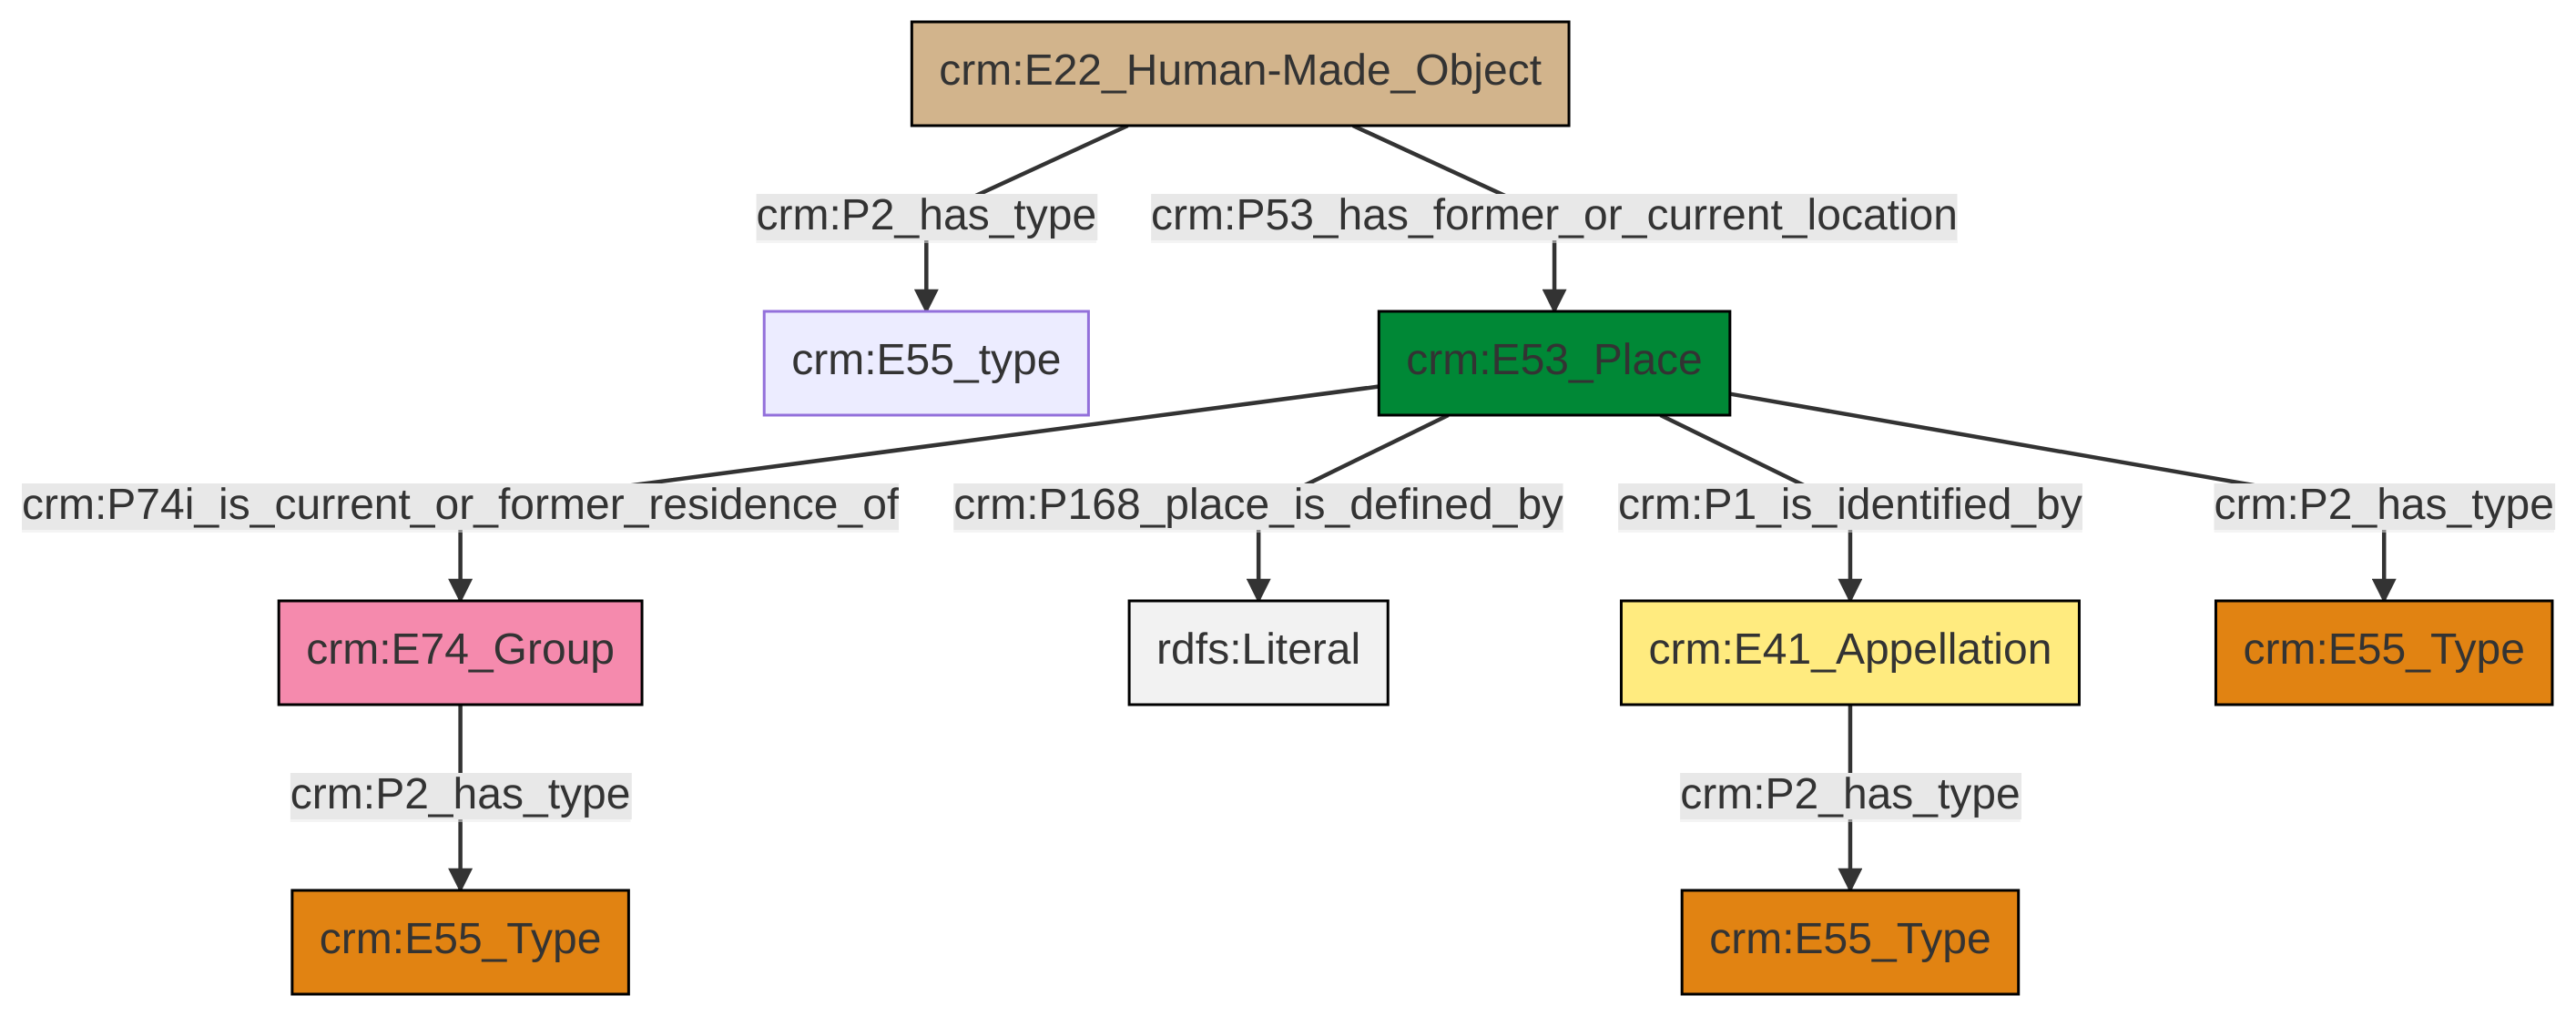 crm:E22_Human-Made_Object
crm:P2_has_type
crm:P53_has_former_or_current_location
crm:E55_type
crm:E53_Place
crm:P74i_is_current_or_former_residence_of
crm:P168_place_is_defined_by
crm:P1_is_identified_by
crm:P2_has_type
crm:E74_Group
rdfs:Literal
crm:E41_Appellation
crm:E55_Type
crm:P2_has_type
crm:P2_has_type
crm:E55_Type
crm:E55_Type